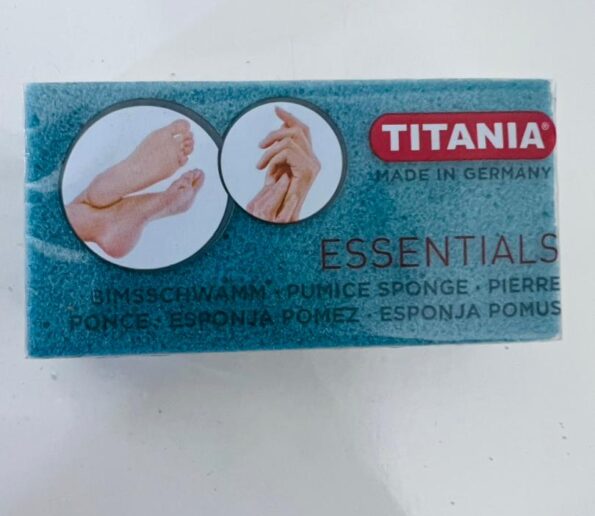 TITANIA®
MADE IN GERMANY
ESSENTIALS
BIMSSCHWAMM · PUMICE SPONGE · PIERRE
PONCE · ESPONJA POMEZ · ESPONJA POMUS